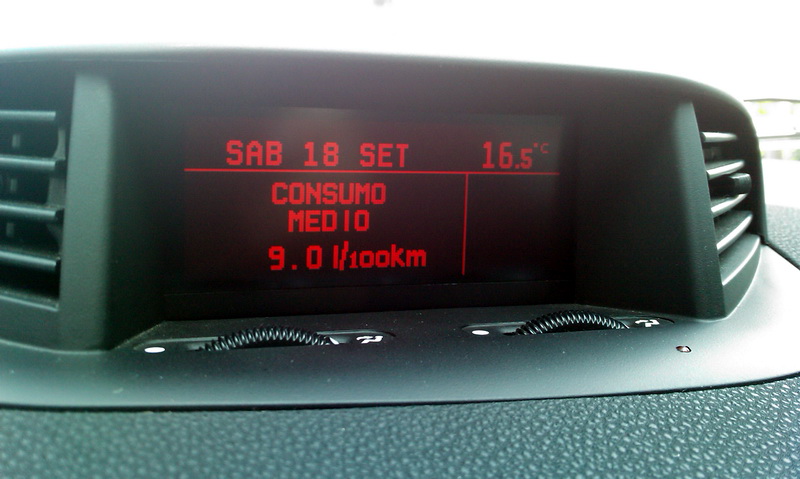 SAB 18 SET 16.5°C
CONSUMO
MEDIO
9.0 l/100km